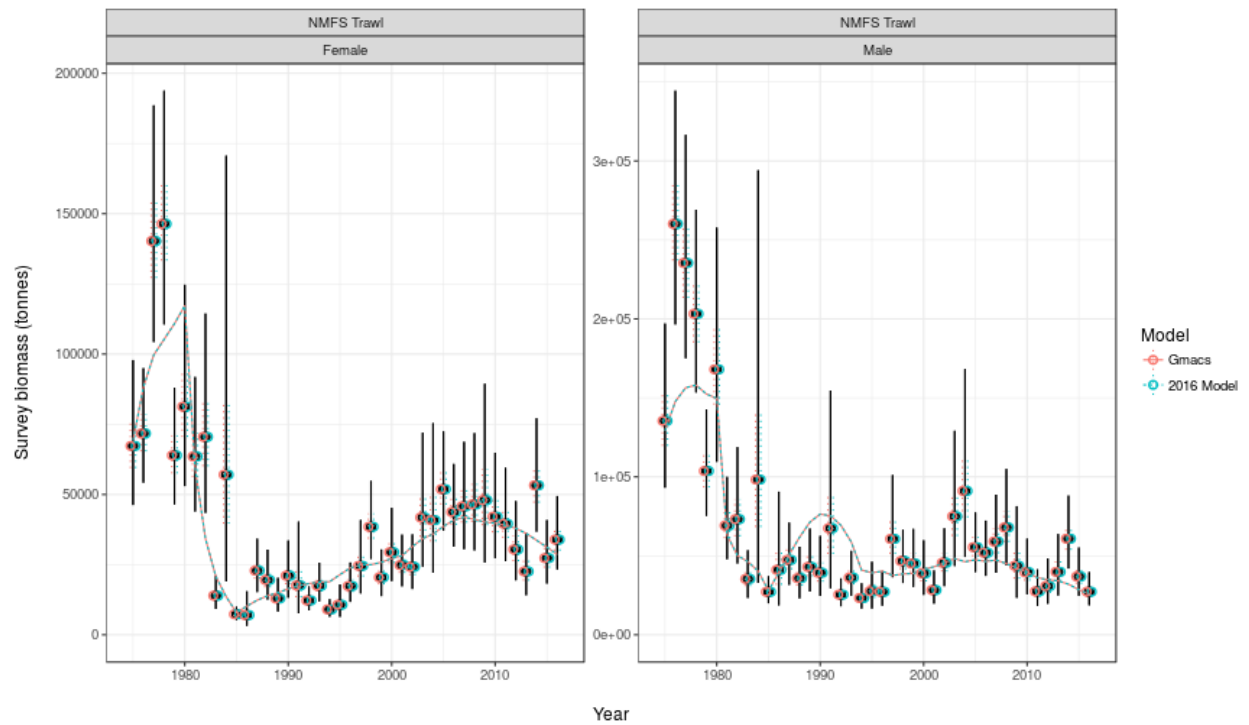 NMFS Trawl
Female
NMFS Trawl
Male
Survey biomass (tonnes)
200000
150000
100000
50000
0
3e+05
2e+05
1e+05
0e+00
1980 1990 2000 2010
1980 1990 2000 2010
Year
Model
Gmacs
2016 Model